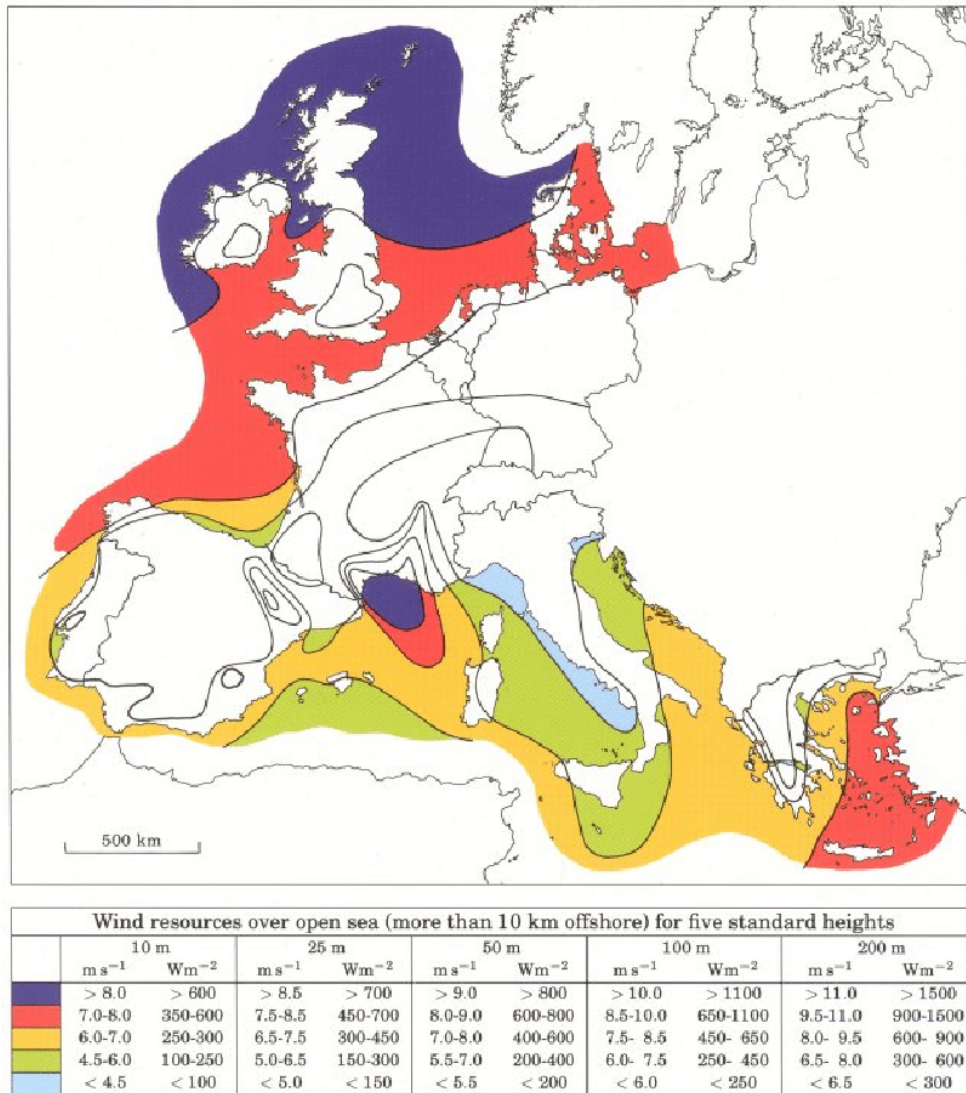 500 km
Wind resources over open sea (more than 10 km offshore) for five standard heights
10 m 25 m 50 m 100 m 200 m
m s⁻¹ Wm⁻² m s⁻¹ Wm⁻² m s⁻¹ Wm⁻² m s⁻¹ Wm⁻² m s⁻¹ Wm⁻²
> 8.0 > 600 > 8.5 > 700 > 9.0 > 800 > 10.0 > 1100 > 11.0 > 1500
7.0-8.0 350-600 7.5-8.5 450-700 8.0-9.0 600-800 8.5-10.0 650-1100 9.5-11.0 900-1500
6.0-7.0 250-300 6.5-7.5 300-450 7.0-8.0 400-600 7.5- 8.5 450- 650 8.0- 9.5 600- 900
4.5-6.0 100-250 5.0-6.5 150-300 5.5-7.0 200-400 6.0- 7.5 250- 450 6.5- 8.0 300- 600
< 4.5 < 100 < 5.0 < 150 < 5.5 < 200 < 6.0 < 250 < 6.5 < 300